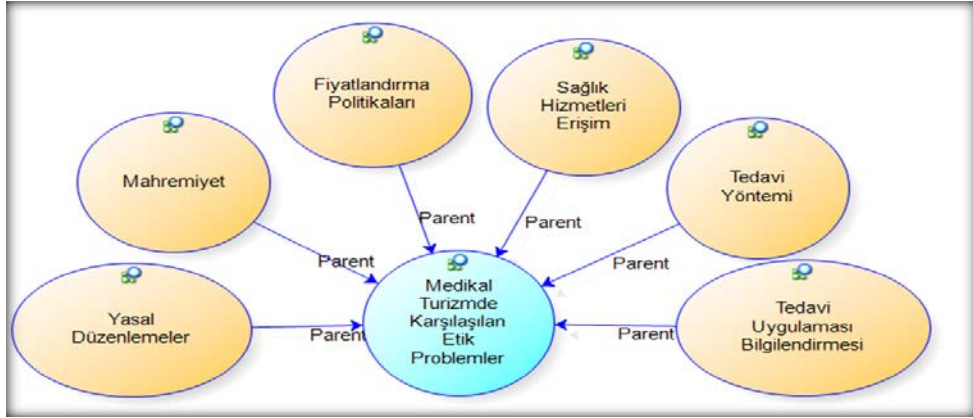 Fiyatlandırma
Politikaları
Sağlık
Hizmetleri
Erişim
Mahremiyet
Tedavi
Yöntemi
Parent
Parent
Parent
Parent
Yasal
Düzenlemeler
Parent
Medikal
Turizmde
Karşılaşılan
Etik
Problemler
Parent
Tedavi
Uygulaması
Bilgilendirmesi